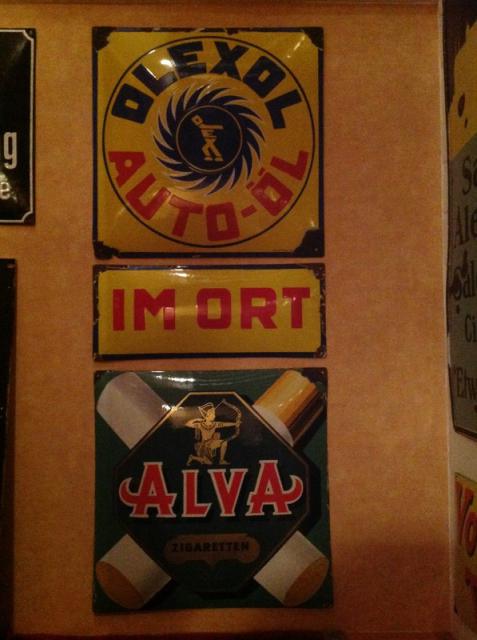 OLEXOL
AUTO-ÖL
IM ORT
ALVA
ZIGARETTEN
g
e